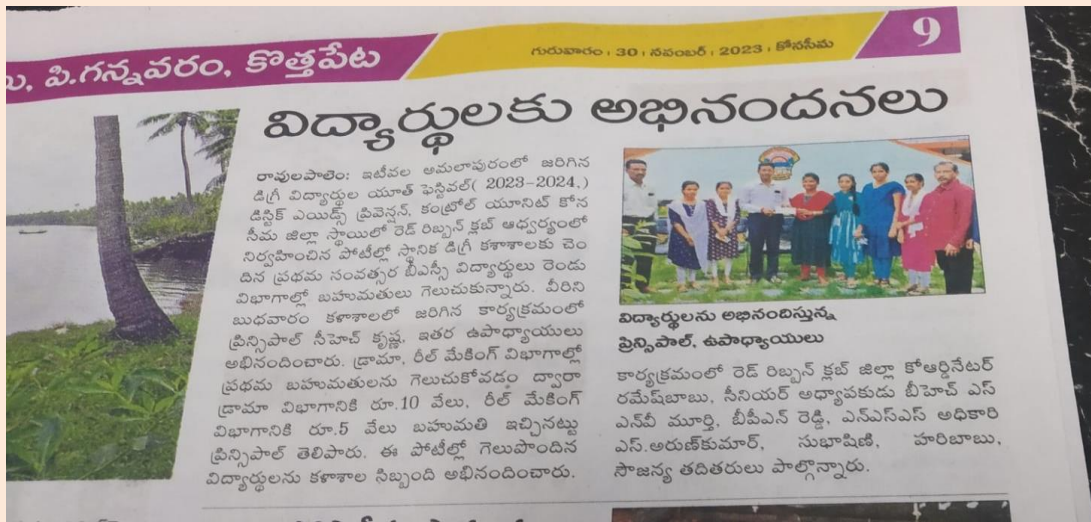 పి.గన్నవరం, కొత్తపేట
గురువారం 30 నవంబర్ 2023 కోనసీమ
9
విద్యార్థులకు అభినందనలు
రావులపాలెం: ఇటీవల అమలాపురంలో జరిగిన
డిగ్రీ విద్యార్థుల యూత్ ఫెస్టివల్( 2023-2024.)
డిస్టిక్ ఎయిడ్స్ ప్రివెన్షన్, కంట్రోల్ యూనిట్ కోన
సీమ జిల్లా స్థాయిలో రెడ్ రిబ్బన్ క్లబ్ ఆధ్వర్యంలో
నిర్వహించిన పోటీల్లో స్థానిక డిగ్రీ కళాశాలకు చెం
దిన ప్రథమ సంవత్సర బీఎస్సీ విద్యార్థులు రెండు
విభాగాల్లో బహుమతులు గెలుచుకున్నారు. వీరిని
బుధవారం కళాశాలలో జరిగిన కార్యక్రమంలో
ప్రిన్సిపాల్ సీహెచ్ కృష్ణ, ఇతర ఉపాధ్యాయులు
అభినందించారు. డ్రామా, రీల్ మేకింగ్ విభాగాల్లో
ప్రథమ బహుమతులను గెలుచుకోవడం ద్వారా
డ్రామా విభాగానికి రూ.10 వేలు, రీల్ మేకింగ్
విభాగానికి రూ.5 వేలు బహుమతి ఇచ్చినట్టు
ప్రిన్సిపాల్ తెలిపారు. ఈ పోటీల్లో గెలుపొందిన
విద్యార్థులను కళాశాల సిబ్బంది అభినందించారు.
విద్యార్థులను అభినందిస్తున్న
ప్రిన్సిపాల్, ఉపాధ్యాయులు
కార్యక్రమంలో రెడ్ రిబ్బన్ క్లబ్ జిల్లా కోఆర్డినేటర్
రమేష్‌బాబు, సీనియర్ అధ్యాపకుడు బీహెచ్ ఎస్
ఎన్‌వీ మూర్తి, బీపీఎన్ రెడ్డి, ఎన్ఎస్ఎస్ అధికారి
ఎస్.అరుణ్‌కుమార్, సుభాషిణి, హరిబాబు,
సౌజన్య తదితరులు పాల్గొన్నారు.